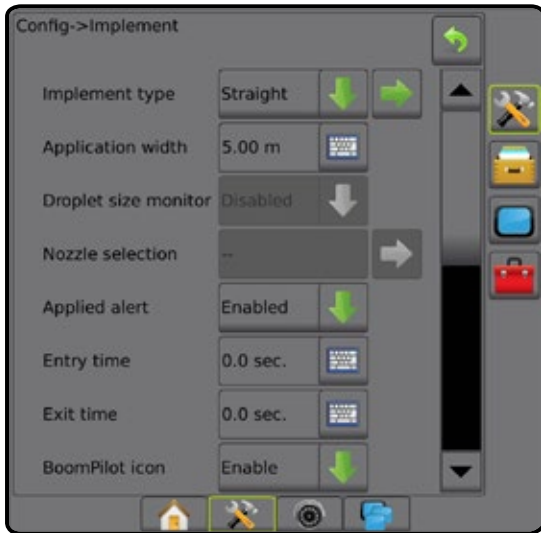 Config->Implement
Implement type Straight
Application width 5.00 m
Droplet size monitor Disabled
Nozzle selection --
Applied alert Enabled
Entry time 0.0 sec.
Exit time 0.0 sec.
BoomPilot icon Enable